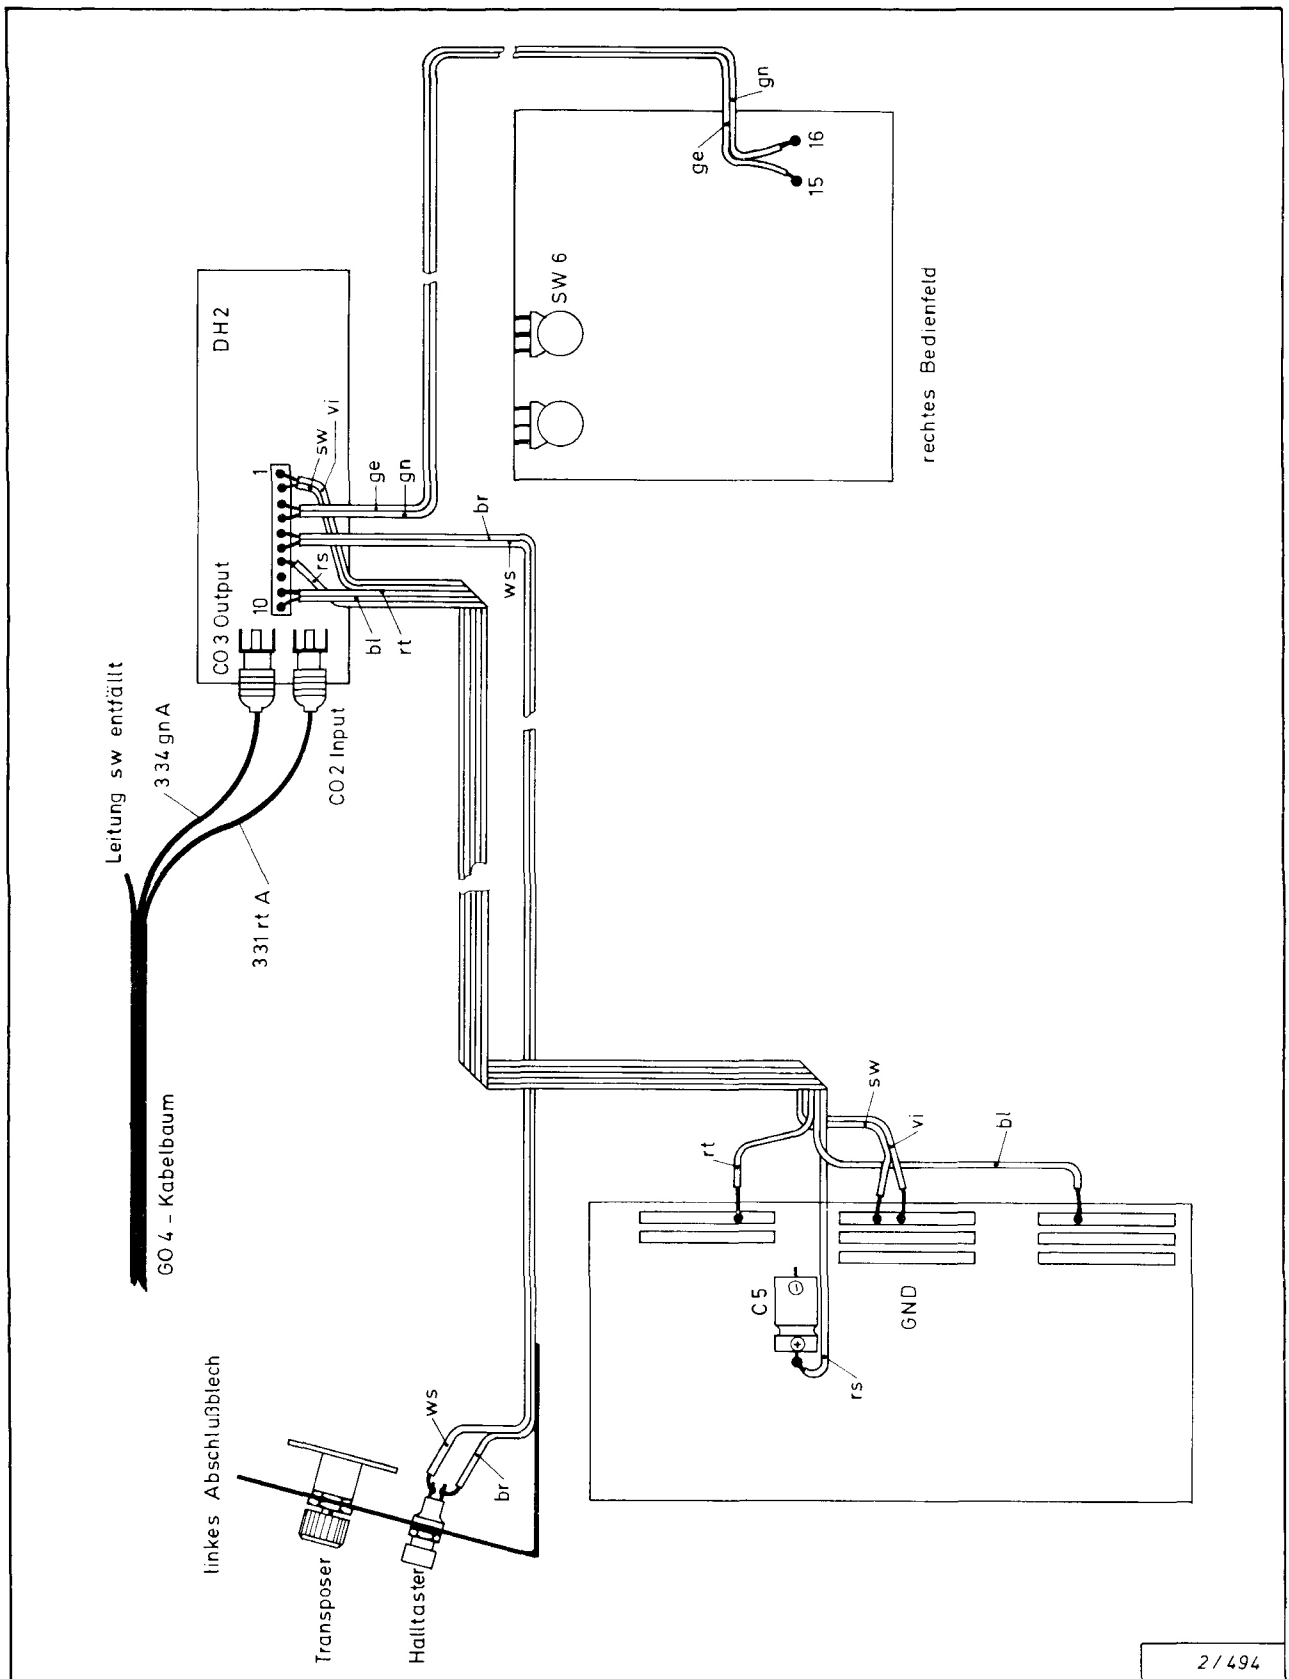 linkes Abschlußblech
Transposer
Halltaster
ws
br
GO 4 - Kabelbaum
Leitung sw entfällt
334 gn A
331 rt A
CO 3 Output
CO 2 Input
DH2
10
1
sw
vi
ge
gn
rs
bl
rt
br
ws
ge
gn
15
16
SW 6
rechtes Bedienfeld
rt
sw
vi
bl
C 5
+
-
GND
rs
2/494